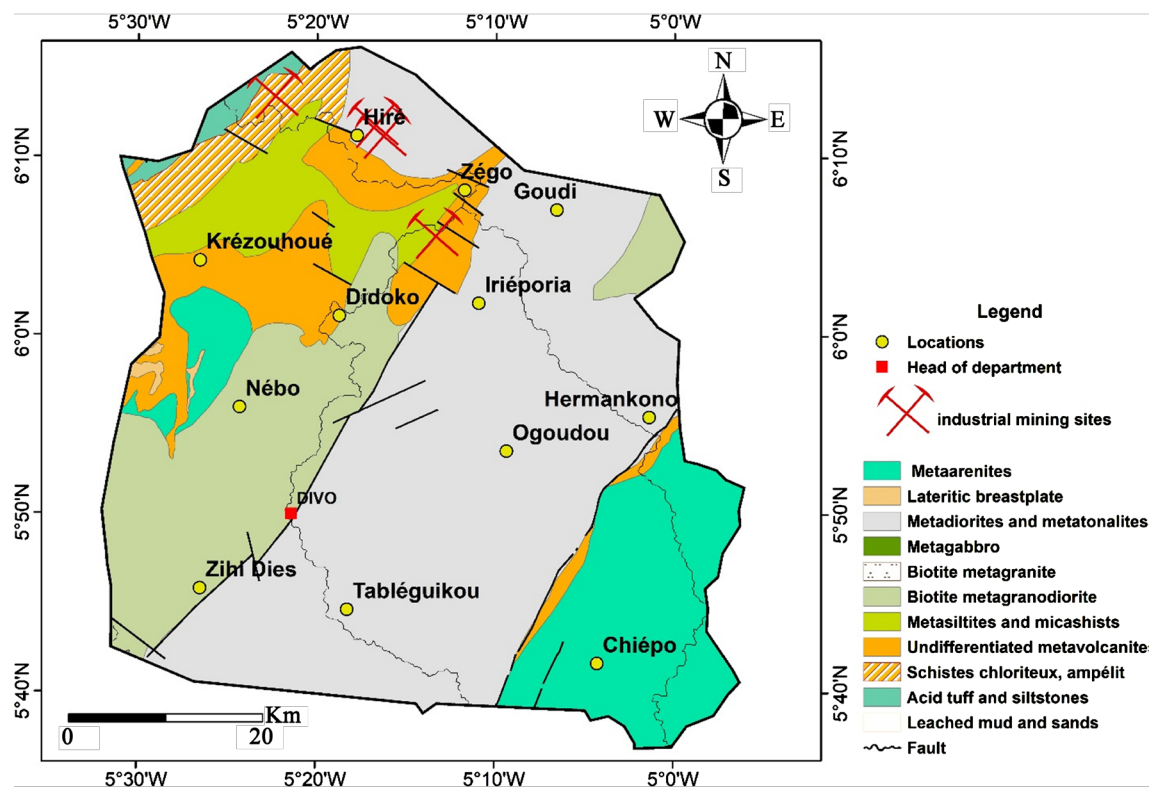 5°30'W 5°20'W 5°10'W 5°0'W
N
W E
S
6°10'N 6°10'N
6°0'N 6°0'N
5°50'N 5°50'N
5°40'N 5°40'N
Hiré
Zégo
Goudi
Krézouhoué
Iriéporia
Didoko
Nébo
Hermankono
Ogoudou
DIVO
Zihl Dies
Tabléguikou
Chiépo
Km
0 20
5°30'W 5°20'W 5°10'W 5°0'W
Legend
Locations
Head of department
industrial mining sites
Metaarenites
Lateritic breastplate
Metadiorites and metatonalites
Metagabbro
Biotite metagranite
Biotite metagranodiorite
Metasiltites and micashists
Undifferentiated metavolcanites
Schistes chloriteux, ampélit
Acid tuff and siltstones
Leached mud and sands
Fault